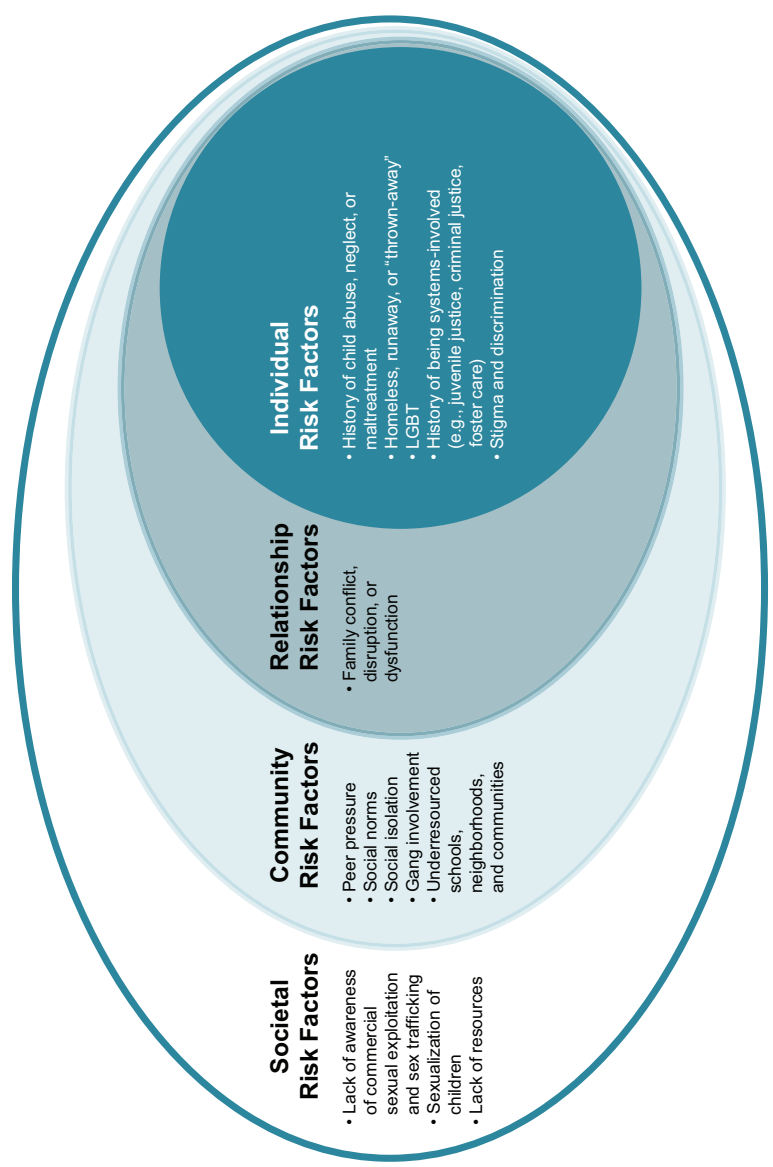 Societal
Risk Factors
• Lack of awareness
of commercial
sexual exploitation
and sex trafficking
• Sexualization of
children
• Lack of resources
Community
Risk Factors
• Peer pressure
• Social norms
• Social isolation
• Gang involvement
• Underresourced
schools,
neighborhoods,
and communities
Relationship
Risk Factors
• Family conflict,
disruption, or
dysfunction
Individual
Risk Factors
• History of child abuse, neglect, or
maltreatment
• Homeless, runaway, or “thrown-away”
• LGBT
• History of being systems-involved
(e.g., juvenile justice, criminal justice,
foster care)
• Stigma and discrimination